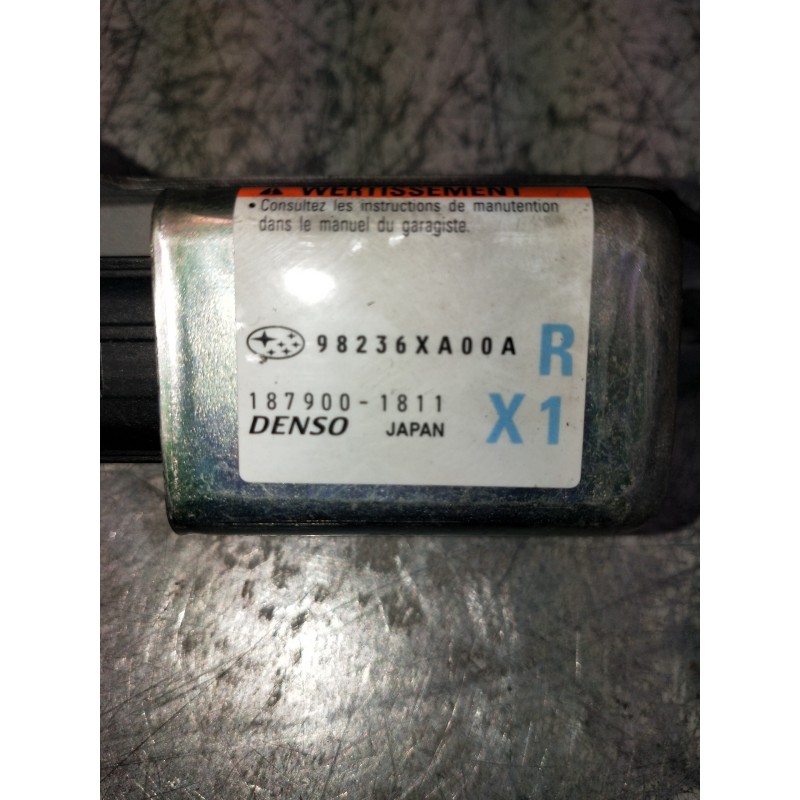 WERTISSEMENT
• Consultez les instructions de manutention
dans le manuel du garagiste.
98236XA00A R
187900-1811
DENSO JAPAN X1